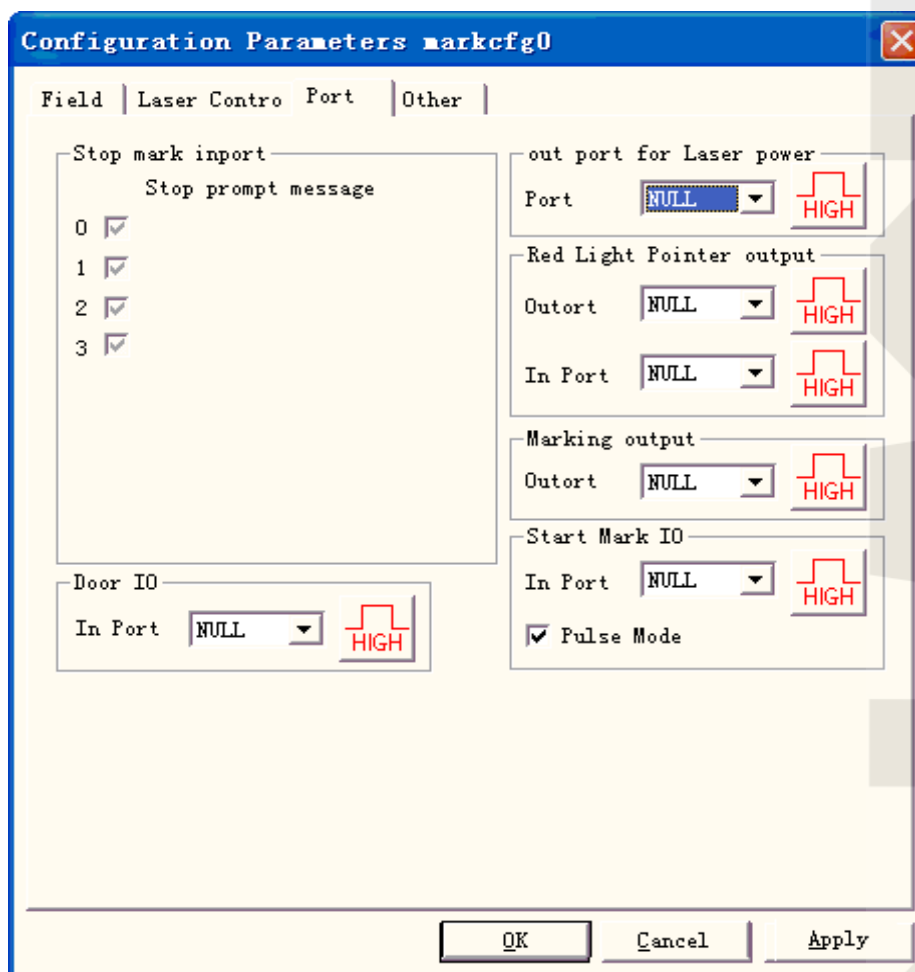 Configuration Parameters markcfg0
Field
Laser Contro
Port
Other
Stop mark inport
Stop prompt message
0
1
2
3
Door IO
In Port NULL HIGH
out port for Laser power
Port NULL HIGH
Red Light Pointer output
Outort NULL HIGH
In Port NULL HIGH
Marking output
Outort NULL HIGH
Start Mark IO
In Port NULL HIGH
Pulse Mode
OK
Cancel
Apply